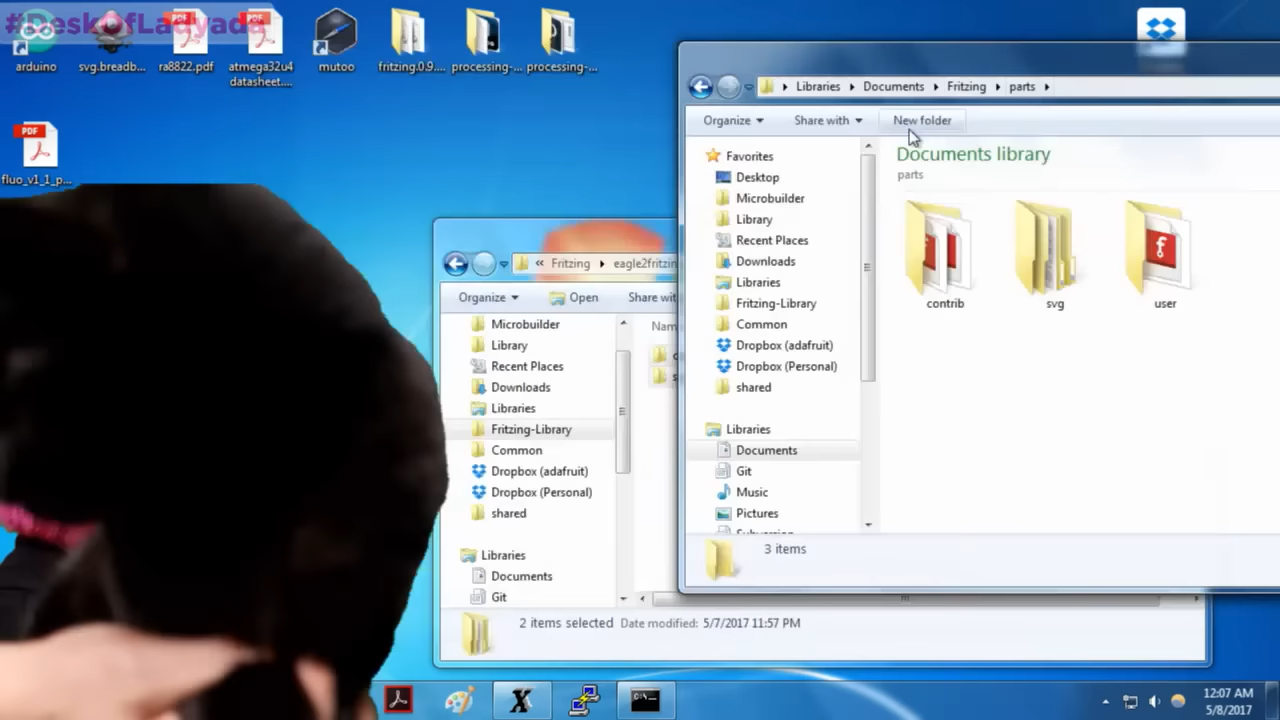 #DeskofLadyada
arduino
svg.breadb...
ra8822.pdf
atmega32u4 datasheet....
mutoo
fritzing.0.9....
processing-...
processing-...
PDF
fluo_v1_1_p...
Libraries Documents Fritzing parts
Organize Share with New folder
Favorites
Desktop
Microbuilder
Library
Recent Places
Downloads
Libraries
Fritzing-Library
Common
Dropbox (adafruit)
Dropbox (Personal)
shared
Libraries
Documents
Git
Music
Pictures
Documents library
parts
contrib
svg
user
3 items
« Fritzing eagle2fritzin
Organize Open Share wit
Microbuilder
Library
Recent Places
Downloads
Libraries
Fritzing-Library
Common
Dropbox (adafruit)
Dropbox (Personal)
shared
Libraries
Documents
Git
2 items selected Date modified: 5/7/2017 11:57 PM
12:07 AM
5/8/2017